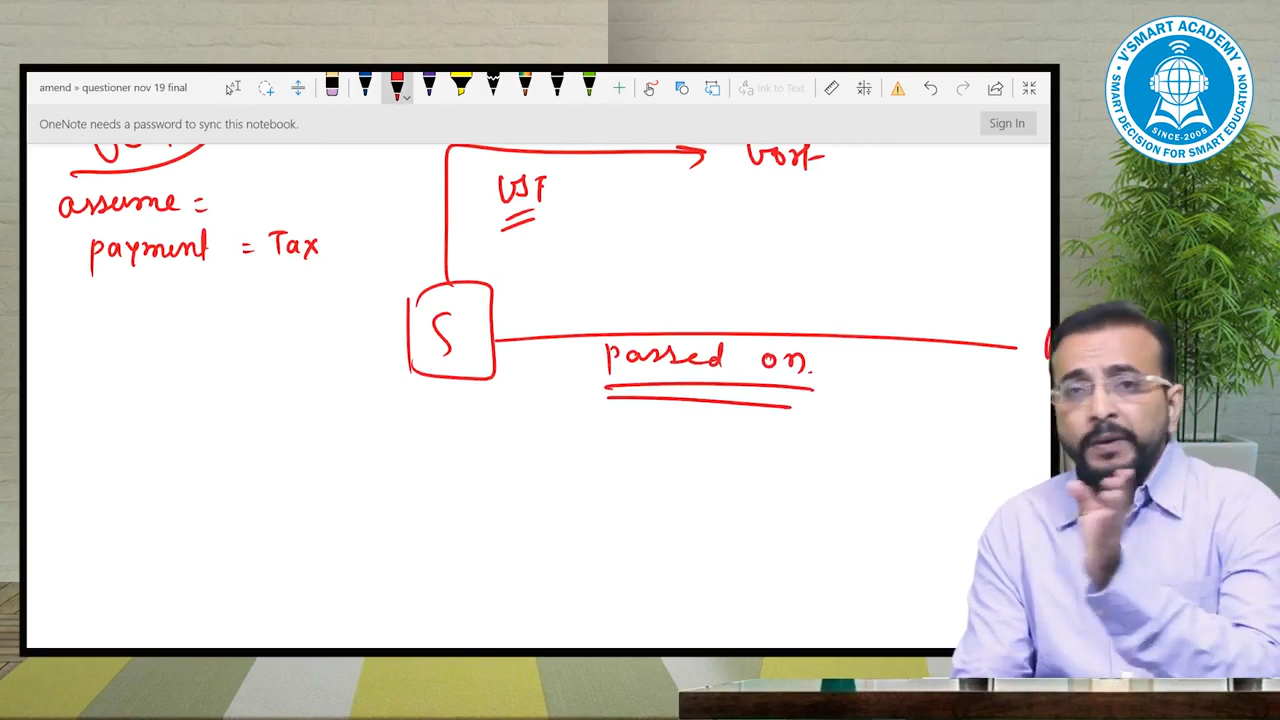 amend » questioner nov 19 final
Ink to Text
OneNote needs a password to sync this notebook.
Sign In
assume =
payment = Tax
S
passed on.
V'SMART ACADEMY
SMART DECISION FOR SMART EDUCATION
SINCE-2005